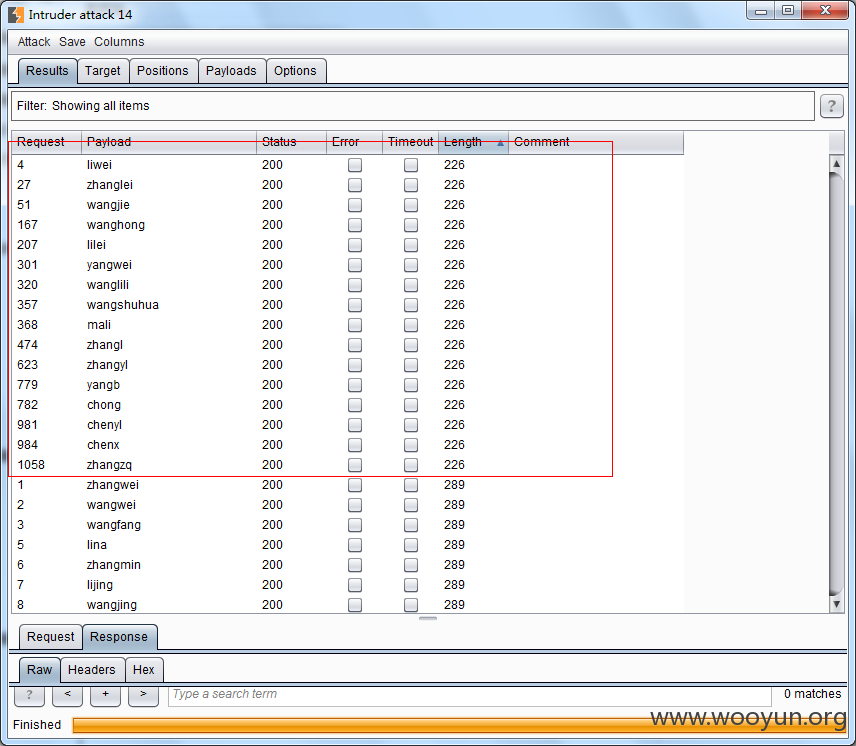 Intruder attack 14
Attack Save Columns
Results Target Positions Payloads Options
Filter: Showing all items ?
Request Payload Status Error Timeout Length Comment
4 liwei 200 226
27 zhanglei 200 226
51 wangjie 200 226
167 wanghong 200 226
207 lilei 200 226
301 yangwei 200 226
320 wanglili 200 226
357 wangshuhua 200 226
368 mali 200 226
474 zhangl 200 226
623 zhangyl 200 226
779 yangb 200 226
782 chong 200 226
981 chenyl 200 226
984 chenx 200 226
1058 zhangzq 200 226
1 zhangwei 200 289
2 wangwei 200 289
3 wangfang 200 289
5 lina 200 289
6 zhangmin 200 289
7 lijing 200 289
8 wangjing 200 289
Request Response
Raw Headers Hex
? < + > Type a search term 0 matches
Finished
www.wooyun.org